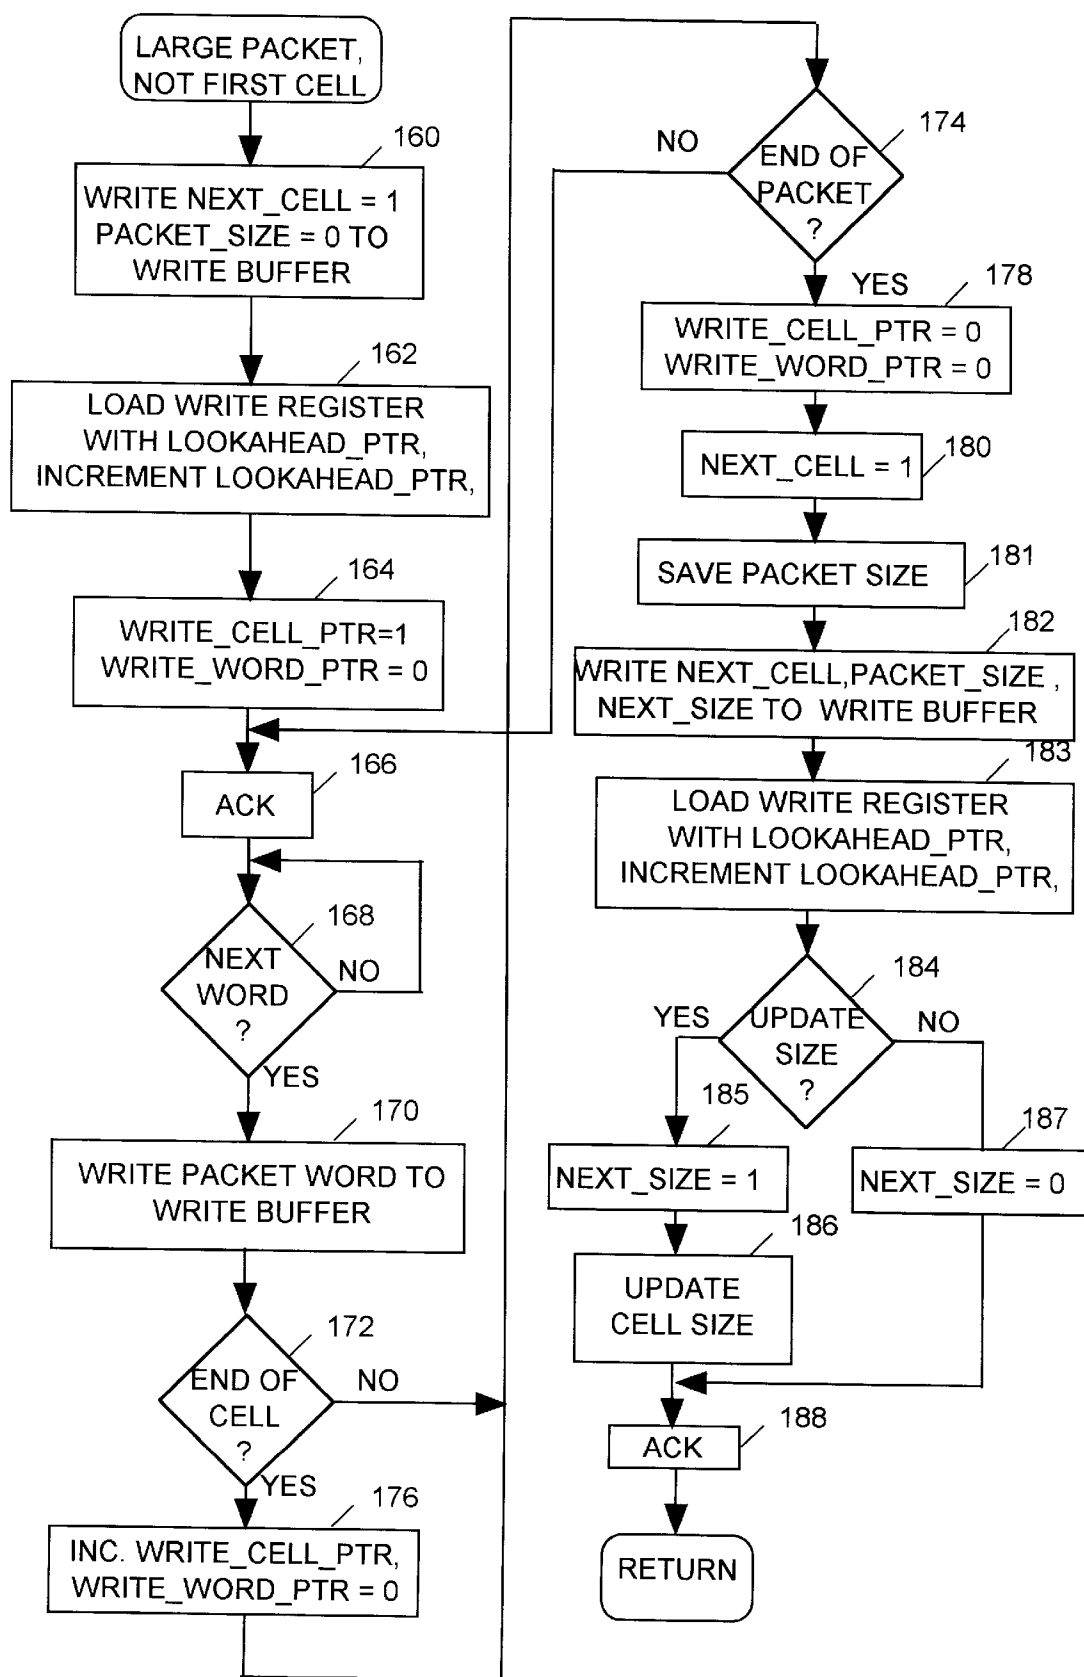 LARGE PACKET,
NOT FIRST CELL
160
WRITE NEXT_CELL = 1
PACKET_SIZE = 0 TO
WRITE BUFFER
162
LOAD WRITE REGISTER
WITH LOOKAHEAD_PTR,
INCREMENT LOOKAHEAD_PTR,
164
WRITE_CELL_PTR=1
WRITE_WORD_PTR = 0
166
ACK
168
NEXT
WORD
?
NO
YES
170
WRITE PACKET WORD TO
WRITE BUFFER
172
END OF
CELL
?
NO
YES
176
INC. WRITE_CELL_PTR,
WRITE_WORD_PTR = 0
174
NO
END OF
PACKET
?
YES
178
WRITE_CELL_PTR = 0
WRITE_WORD_PTR = 0
NEXT_CELL = 1
180
SAVE PACKET SIZE
181
182
WRITE NEXT_CELL,PACKET_SIZE ,
NEXT_SIZE TO WRITE BUFFER
183
LOAD WRITE REGISTER
WITH LOOKAHEAD_PTR,
INCREMENT LOOKAHEAD_PTR,
184
YES
UPDATE
SIZE
?
NO
185
NEXT_SIZE = 1
187
NEXT_SIZE = 0
186
UPDATE
CELL SIZE
188
ACK
RETURN